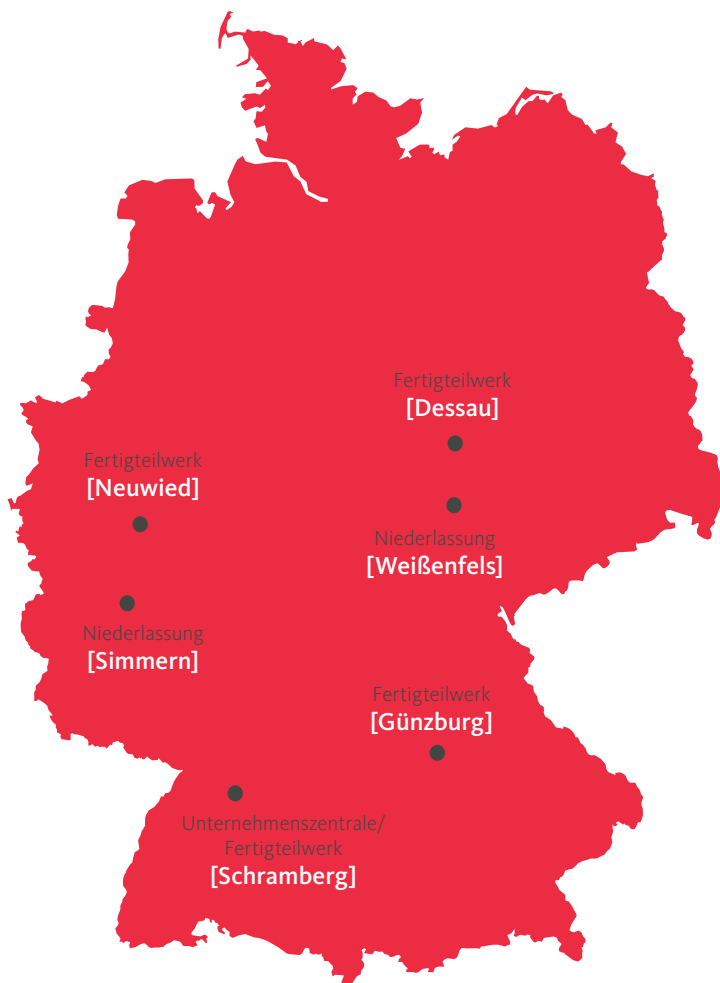 Fertigteilwerk
[Dessau]
Fertigteilwerk
[Neuwied]
Niederlassung
[Weißenfels]
Niederlassung
[Simmern]
Fertigteilwerk
[Günzburg]
Unternehmenszentrale/
Fertigteilwerk
[Schramberg]